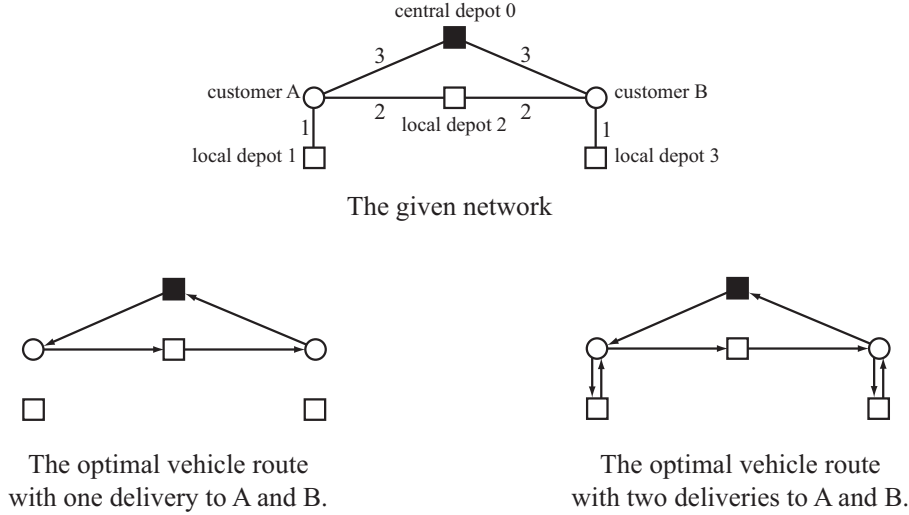 central depot 0
3
3
customer A
customer B
2
2
local depot 2
1
1
local depot 1
local depot 3
The given network
The optimal vehicle route
with one delivery to A and B.
The optimal vehicle route
with two deliveries to A and B.